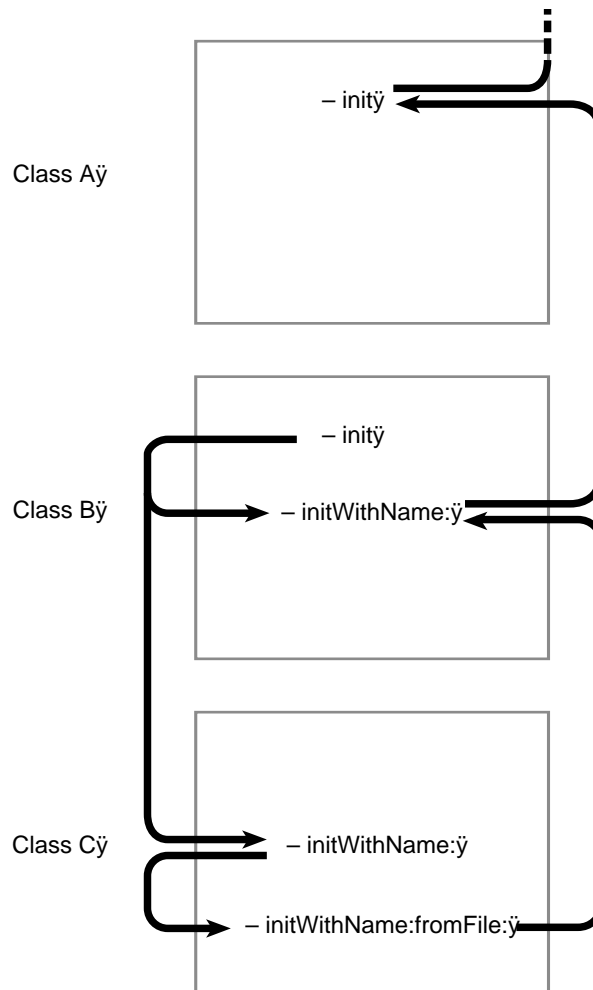 – initÿ
Class Aÿ
– initÿ
Class Bÿ
– initWithName:ÿ
Class Cÿ
– initWithName:ÿ
– initWithName:fromFile:ÿ